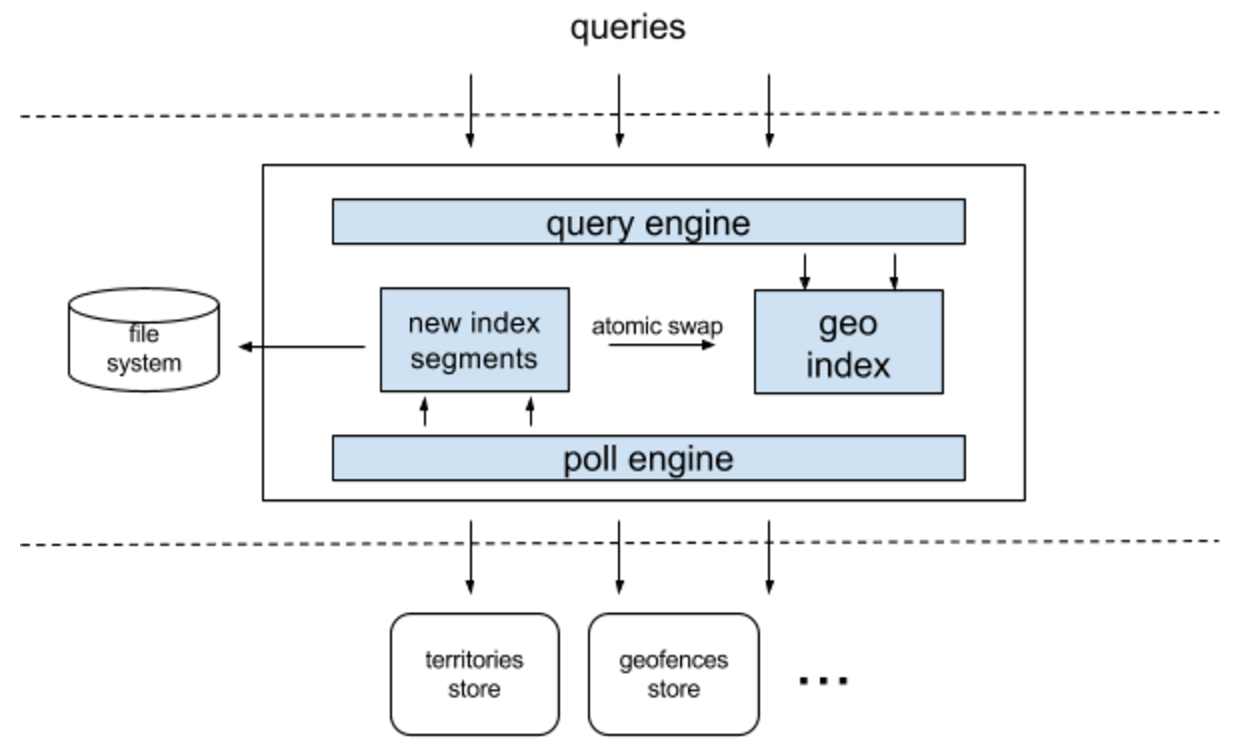 queries
query engine
file
system
new index
segments
atomic swap
geo
index
poll engine
territories
store
geofences
store
...